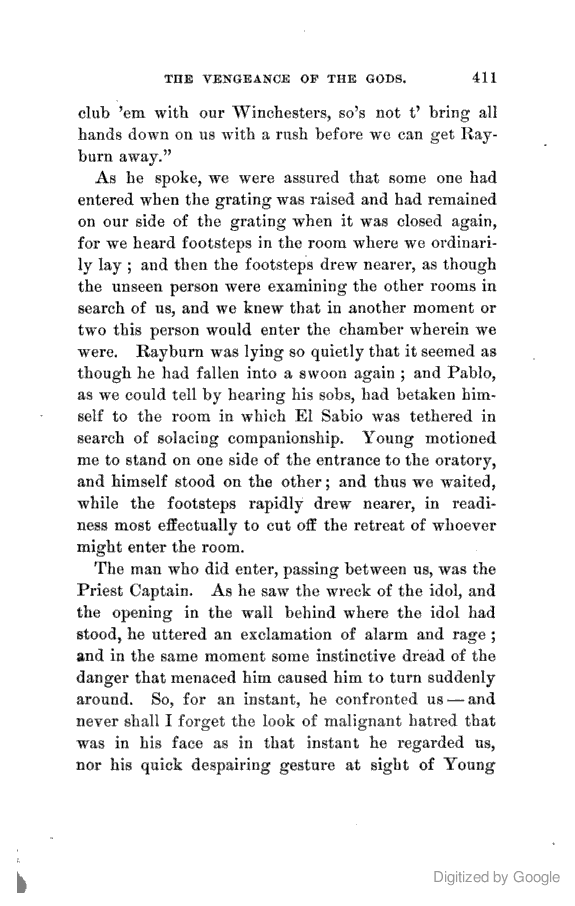 THE VENGEANCE OF THE GODS. 411
club 'em with our Winchesters, so's not t' bring all
hands down on us with a rush before we can get Ray-
burn away."
As he spoke, we were assured that some one had
entered when the grating was raised and had remained
on our side of the grating when it was closed again,
for we heard footsteps in the room where we ordinari-
ly lay ; and then the footsteps drew nearer, as though
the unseen person were examining the other rooms in
search of us, and we knew that in another moment or
two this person would enter the chamber wherein we
were. Rayburn was lying so quietly that it seemed as
though he had fallen into a swoon again ; and Pablo,
as we could tell by hearing his sobs, had betaken him-
self to the room in which El Sabio was tethered in
search of solacing companionship. Young motioned
me to stand on one side of the entrance to the oratory,
and himself stood on the other ; and thus we waited,
while the footsteps rapidly drew nearer, in readi-
ness most effectually to cut off the retreat of whoever
might enter the room.
The man who did enter, passing between us, was the
Priest Captain. As he saw the wreck of the idol, and
the opening in the wall behind where the idol had
stood, he uttered an exclamation of alarm and rage ;
and in the same moment some instinctive dread of the
danger that menaced him caused him to turn suddenly
around. So, for an instant, he confronted us — and
never shall I forget the look of malignant hatred that
was in his face as in that instant he regarded us,
nor his quick despairing gesture at sight of Young
Digitized by Google